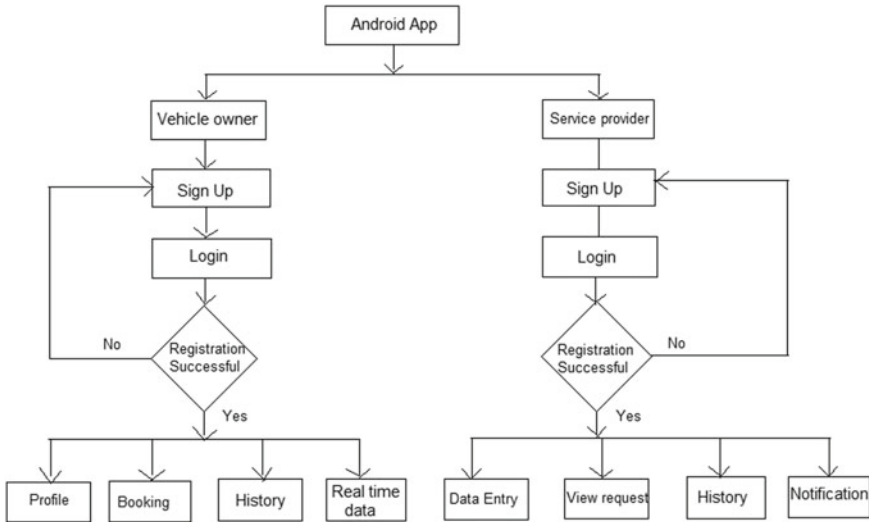 Android App
Vehicle owner
Service provider
Sign Up
Sign Up
Login
Login
No
Registration
Successful
Registration
Successful
No
Yes
Yes
Profile
Booking
History
Real time
data
Data Entry
View request
History
Notification